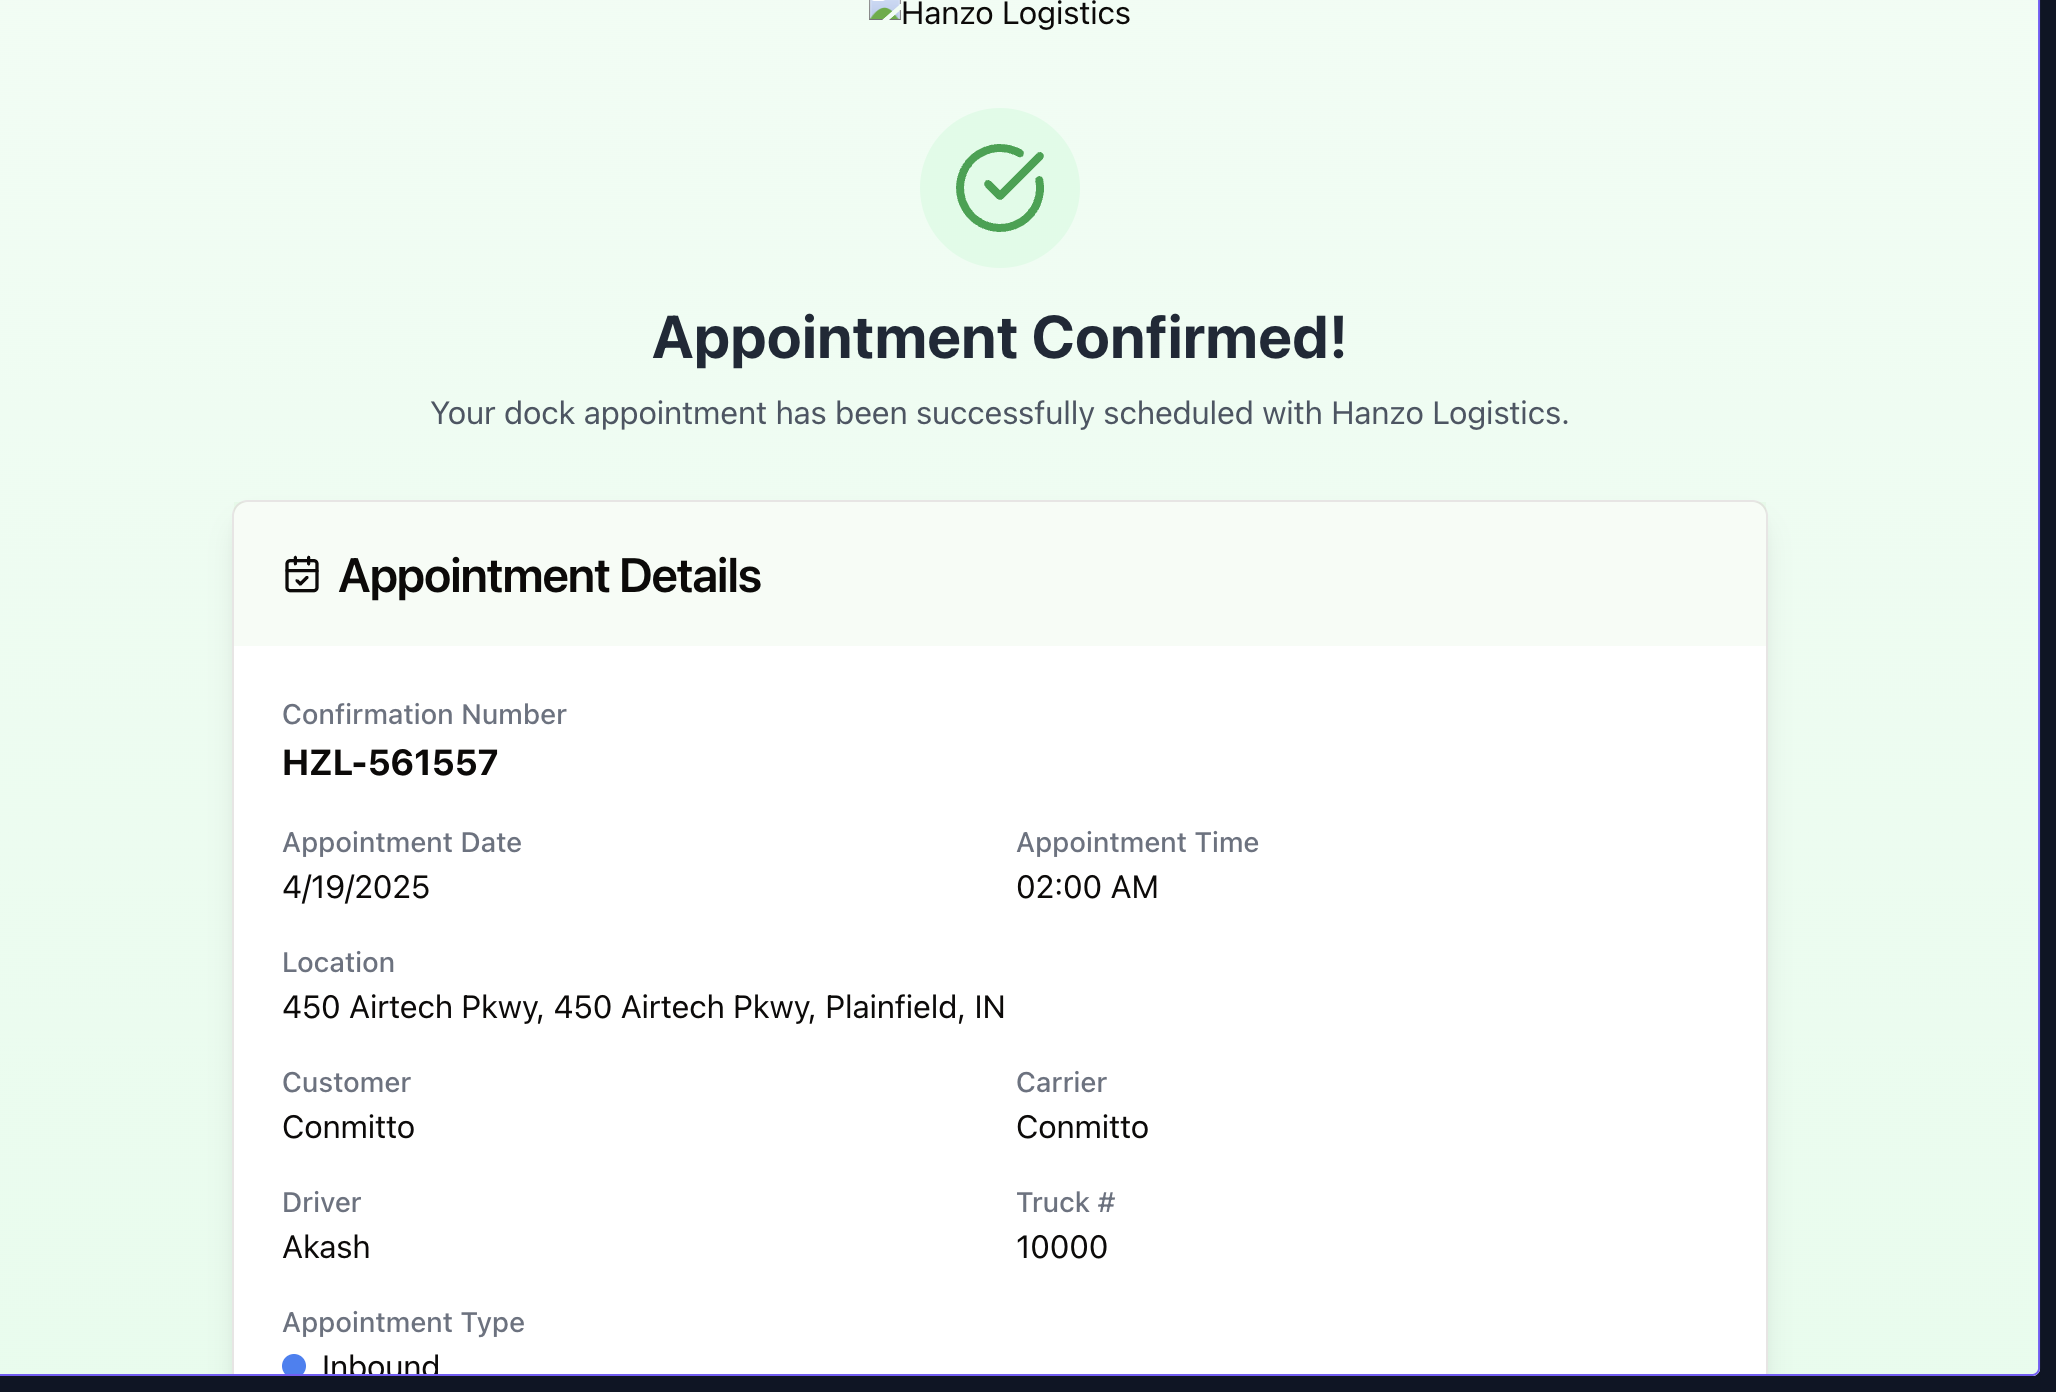 Hanzo Logistics
Appointment Confirmed!
Your dock appointment has been successfully scheduled with Hanzo Logistics.
Appointment Details
Confirmation Number
HZL-561557
Appointment Date
4/19/2025
Appointment Time
02:00 AM
Location
450 Airtech Pkwy, 450 Airtech Pkwy, Plainfield, IN
Customer
Conmitto
Carrier
Conmitto
Driver
Akash
Truck #
10000
Appointment Type
Inbound